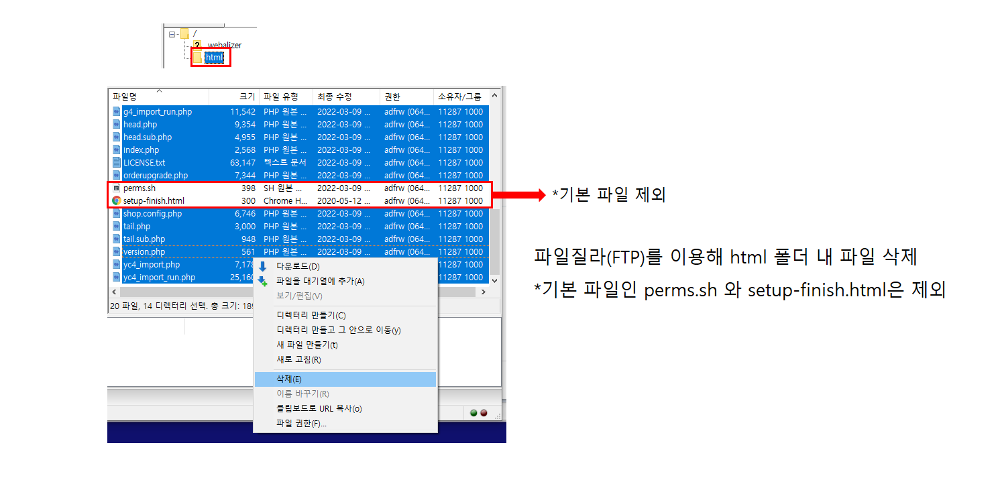 /
webalizer
html
파일명 크기 파일 유형 최종 수정 권한 소유자/그룹
g4_import_run.php 11,542 PHP 원본 ... 2022-03-09 ... adfrw (064... 11287 1000
head.php 9,354 PHP 원본 ... 2022-03-09 ... adfrw (064... 11287 1000
head.sub.php 4,955 PHP 원본 ... 2022-03-09 ... adfrw (064... 11287 1000
index.php 2,568 PHP 원본 ... 2022-03-09 ... adfrw (064... 11287 1000
LICENSE.txt 63,147 텍스트 문서 2022-03-09 ... adfrw (064... 11287 1000
orderupgrade.php 7,344 PHP 원본 ... 2022-03-09 ... adfrw (064... 11287 1000
perms.sh 398 SH 원본 ... 2022-03-09 ... adfrw (064... 11287 1000
setup-finish.html 300 Chrome H... 2020-05-12 ... adfrw (064... 11287 1000
*기본 파일 제외
shop.config.php 6,746 PHP 원본 ... 2022-03-09 ... adfrw (064... 11287 1000
tail.php 3,000 PHP 원본 ... 2022-03-09 ... adfrw (064... 11287 1000
tail.sub.php 948 PHP 원본 ... 2022-03-09 ... adfrw (064... 11287 1000
version.php 561 PHP 원본 ... 2022-03-09 ... adfrw (064... 11287 1000
yc4_import.php 7,178 11287 1000
yc4_import_run.php 25,160 11287 1000
20 파일, 14 디렉터리 선택. 총 크기: 189
다운로드(D)
파일을 대기열에 추가(A)
보기/편집(V)
디렉터리 만들기(C)
디렉터리 만들고 그 안으로 이동(y)
새 파일 만들기(t)
새로 고침(R)
삭제(E)
이름 바꾸기(R)
클립보드로 URL 복사(o)
파일 권한(F)...
파일질라(FTP)를 이용해 html 폴더 내 파일 삭제
*기본 파일인 perms.sh 와 setup-finish.html은 제외